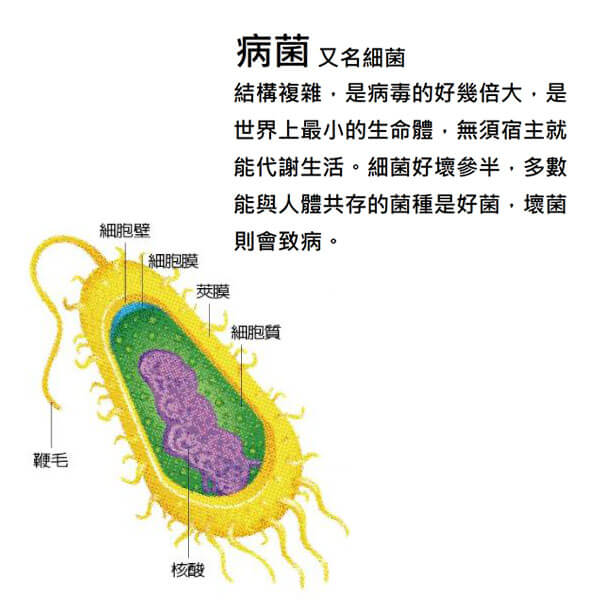 病菌 又名細菌
結構複雜，是病毒的好幾倍大，是
世界上最小的生命體，無須宿主就
能代謝生活。細菌好壞參半，多數
能與人體共存的菌種是好菌，壞菌
則會致病。
細胞壁
細胞膜
莢膜
細胞質
鞭毛
核酸